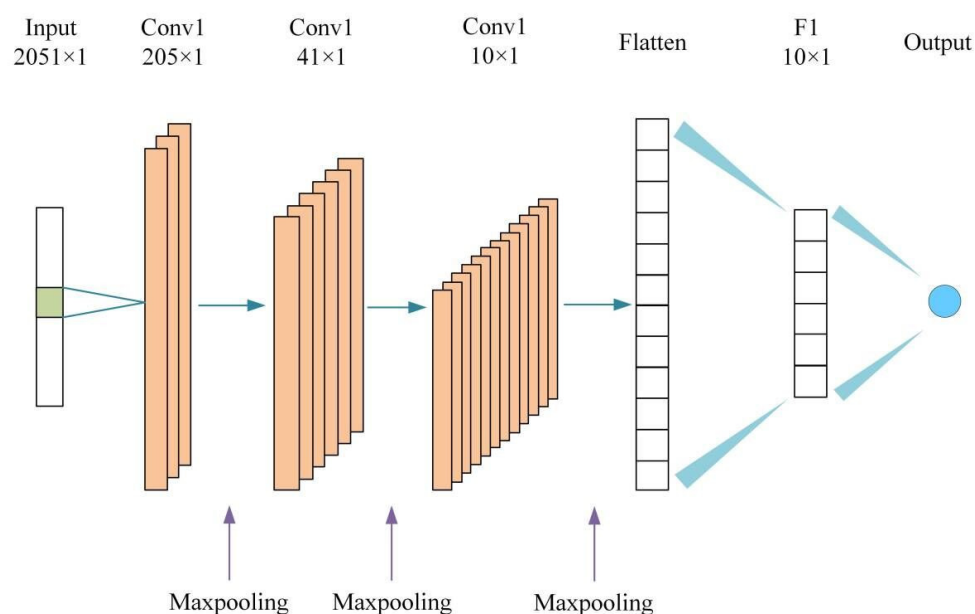 Input
2051×1
Conv1
205×1
Conv1
41×1
Conv1
10×1
Flatten
F1
10×1
Output
Maxpooling
Maxpooling
Maxpooling